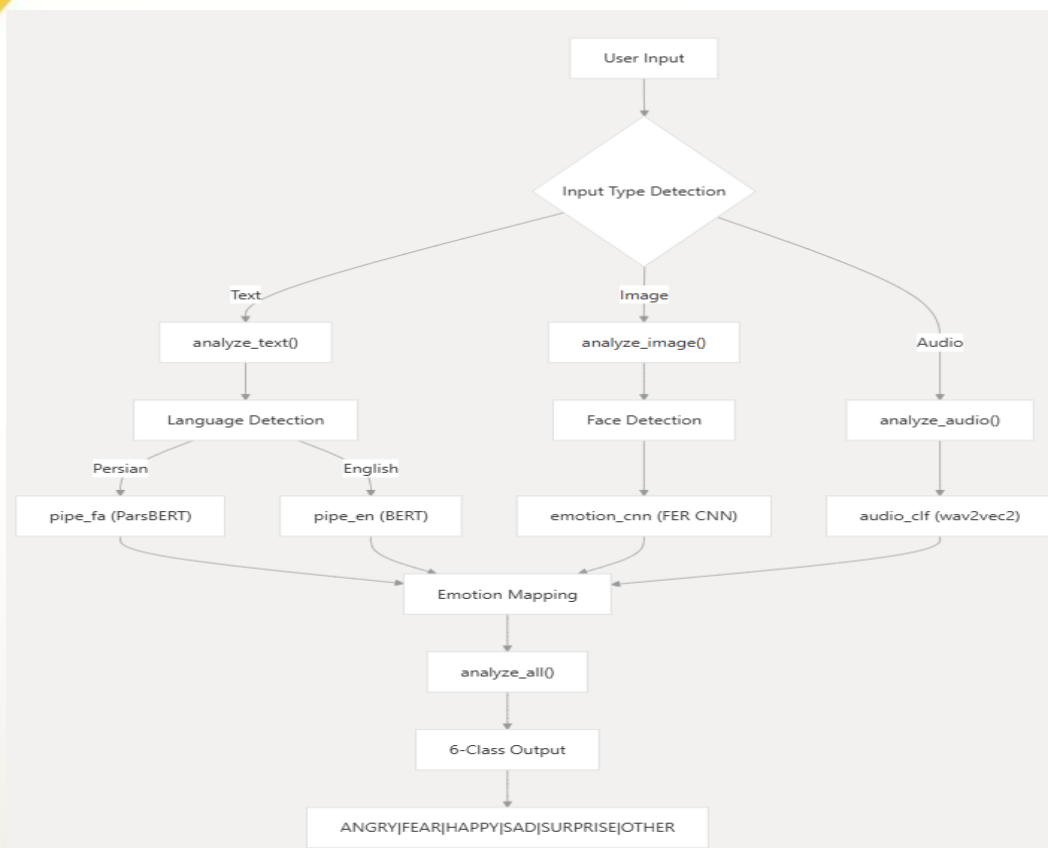 User Input
Input Type Detection
Text
Image
Audio
analyze_text()
analyze_image()
analyze_audio()
Language Detection
Face Detection
Persian
English
pipe_fa (ParsBERT)
pipe_en (BERT)
emotion_cnn (FER CNN)
audio_clf (wav2vec2)
Emotion Mapping
analyze_all()
6-Class Output
ANGRY|FEAR|HAPPY|SAD|SURPRISE|OTHER